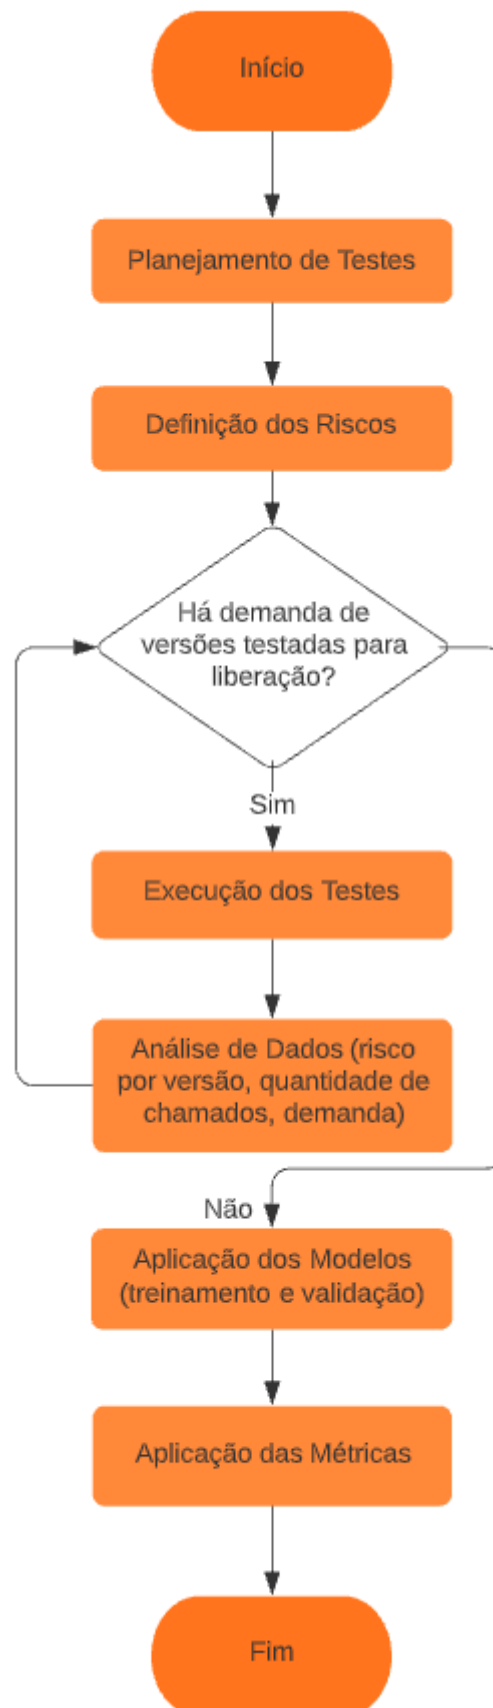 Início
Planejamento de Testes
Definição dos Riscos
Há demanda de
versões testadas para
liberação?
Sim
Execução dos Testes
Análise de Dados (risco
por versão, quantidade de
chamados, demanda)
Não
Aplicação dos Modelos
(treinamento e validação)
Aplicação das Métricas
Fim